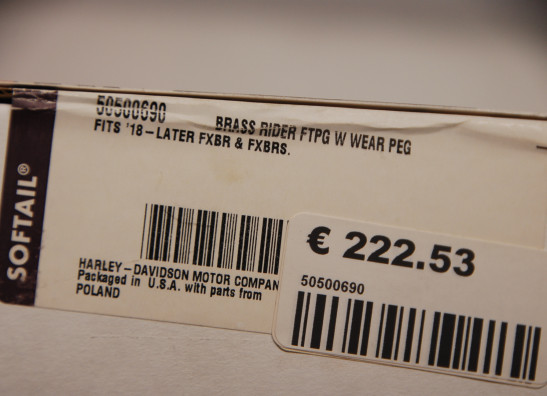 50500690 BRASS RIDER FTPG W WEAR PEG
FITS '18-LATER FXBR & FXBRS.
SOFTAIL®
HARLEY-DAVIDSON MOTOR COMPAN
Packaged in U.S.A. with parts from
POLAND
€ 222.53
50500690